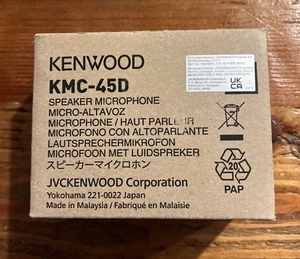 KENWOOD
KMC-45D
SPEAKER MICROPHONE
MICRO-ALTAVOZ
MICROPHONE / HAUT PARLEUR
MICROFONO CON ALTOPARLANTE
LAUTSPRECHERMIKROFON
MICROFOON MET LUIDSPREKER
スピーカーマイクロホン
JVCKENWOOD Corporation
Yokohama 221-0022 Japan
Made in Malaysia / Fabriqué en Malaisie
UK
CA
20
PAP